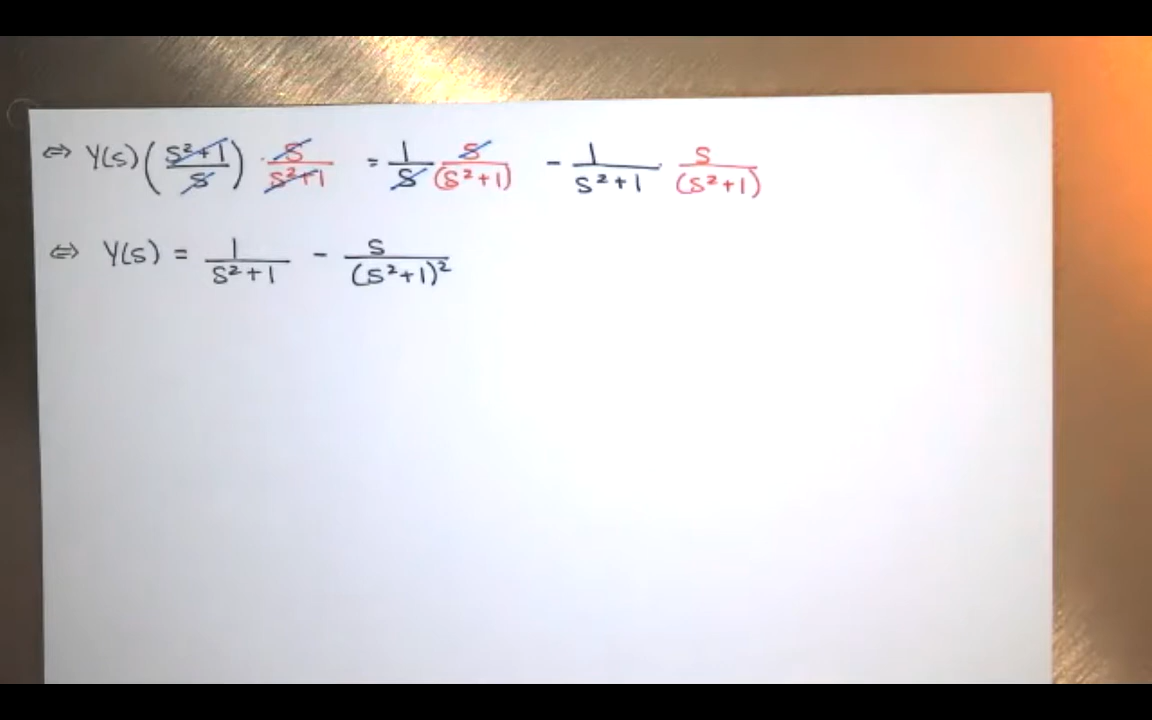 ⇔ Y(s) ( (s²+1)/s ) · s/(s²+1) = 1/s s/(s²+1) - 1/(s²+1) · s/(s²+1)
⇔ Y(s) = 1/(s²+1) - s/(s²+1)²